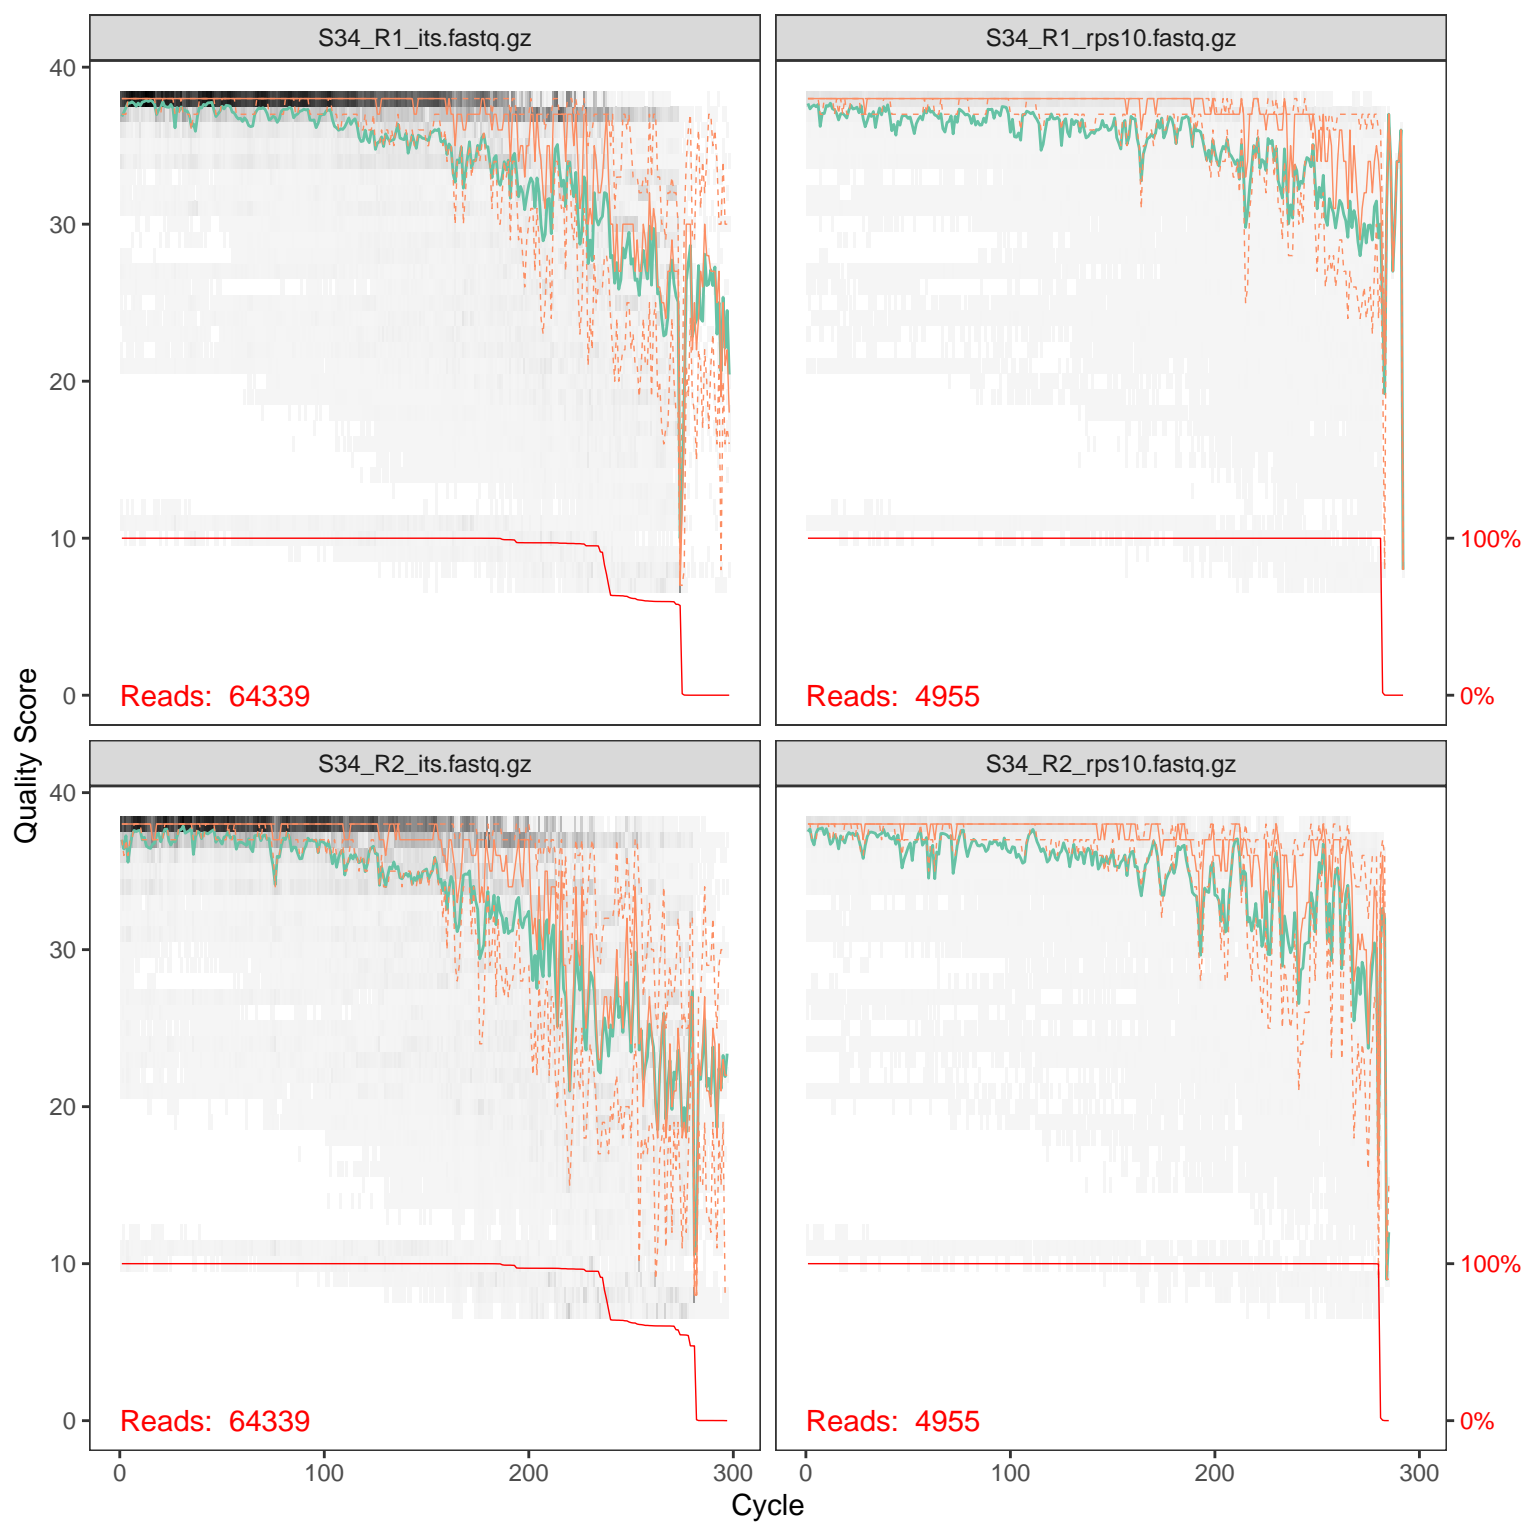 S34_R1_its.fastq.gz
S34_R1_rps10.fastq.gz
40
30
20
10
0
100%
0%
Reads: 64339
Reads: 4955
Quality Score
S34_R2_its.fastq.gz
S34_R2_rps10.fastq.gz
40
30
20
10
0
100%
0%
Reads: 64339
Reads: 4955
0
100
200
300
0
100
200
300
Cycle